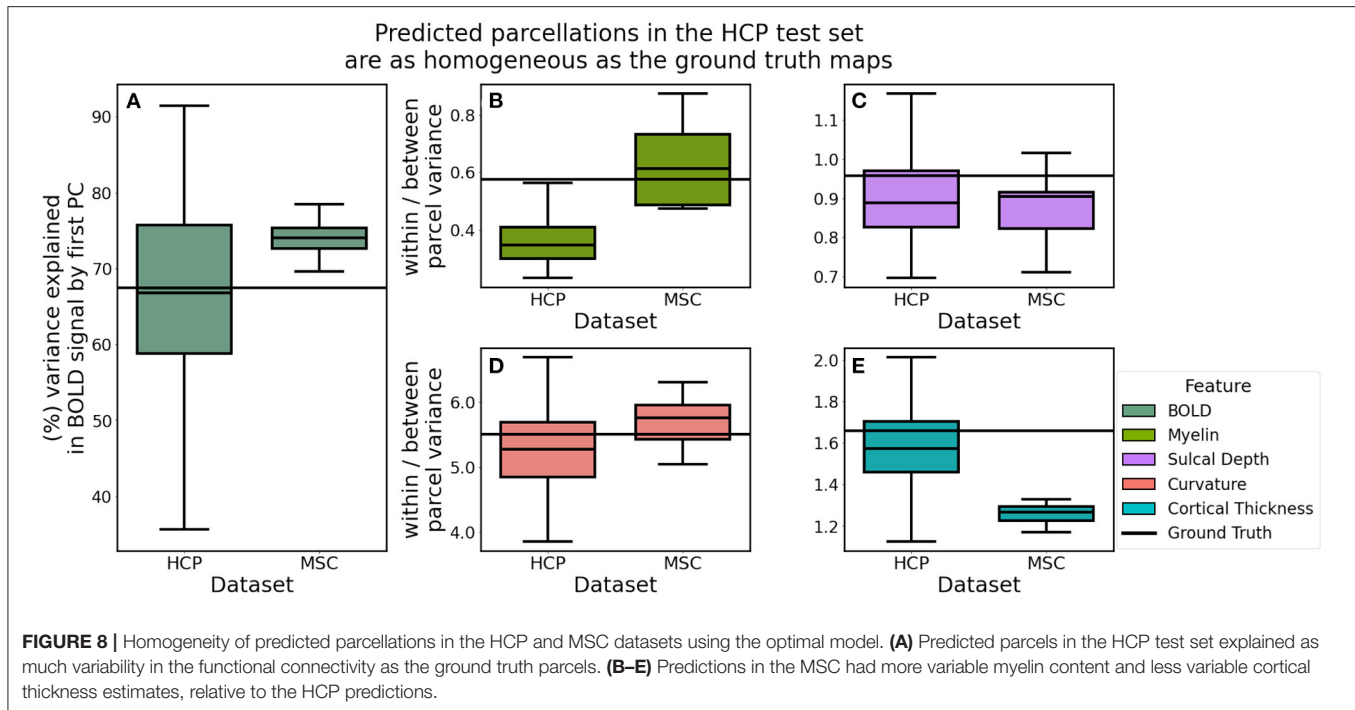 Predicted parcellations in the HCP test set
are as homogeneous as the ground truth maps
A
(%) variance explained
in BOLD signal by first PC
90
80
70
60
50
40
HCP
MSC
Dataset
B
within / between
parcel variance
0.8
0.6
0.4
HCP
MSC
Dataset
C
1.1
1.0
0.9
0.8
0.7
HCP
MSC
Dataset
D
within / between
parcel variance
6.0
5.0
4.0
HCP
MSC
Dataset
E
2.0
1.8
1.6
1.4
1.2
HCP
MSC
Dataset
Feature
BOLD
Myelin
Sulcal Depth
Curvature
Cortical Thickness
Ground Truth
FIGURE 8 | Homogeneity of predicted parcellations in the HCP and MSC datasets using the optimal model. (A) Predicted parcels in the HCP test set explained as
much variability in the functional connectivity as the ground truth parcels. (B–E) Predictions in the MSC had more variable myelin content and less variable cortical
thickness estimates, relative to the HCP predictions.